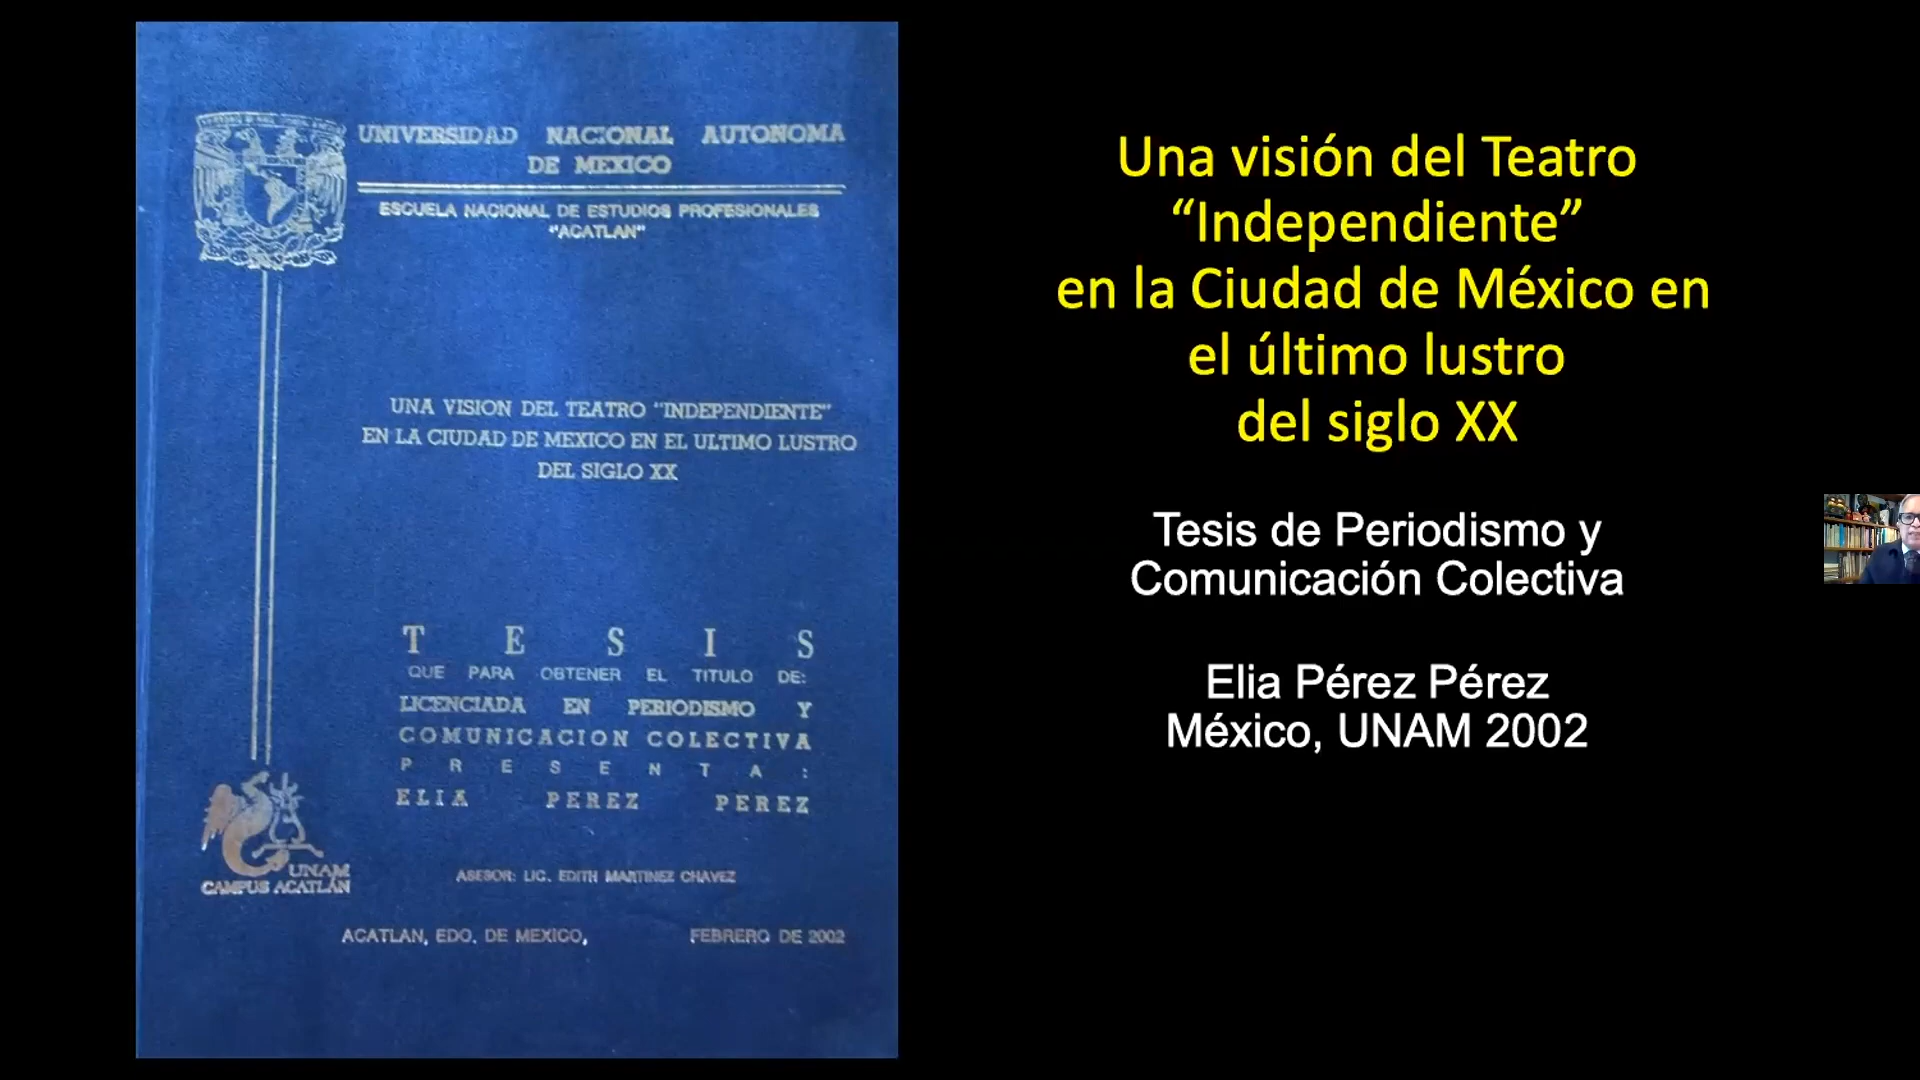 UNIVERSIDAD NACIONAL AUTONOMA
DE MEXICO
ESCUELA NACIONAL DE ESTUDIOS PROFESIONALES
"ACATLAN"
UNA VISION DEL TEATRO "INDEPENDIENTE"
EN LA CIUDAD DE MEXICO EN EL ULTIMO LUSTRO
DEL SIGLO XX
T E S I S
QUE PARA OBTENER EL TITULO DE:
LICENCIADA EN PERIODISMO Y
COMUNICACION COLECTIVA
P R E S E N T A :
ELIA PEREZ PEREZ
UNAM
CAMPUS ACATLÁN
ASESOR: LIC. EDITH MARTINEZ CHAVEZ
ACATLAN, EDO. DE MEXICO, FEBRERO DE 2002
Una visión del Teatro
“Independiente”
en la Ciudad de México en
el último lustro
del siglo XX
Tesis de Periodismo y
Comunicación Colectiva
Elia Pérez Pérez
México, UNAM 2002